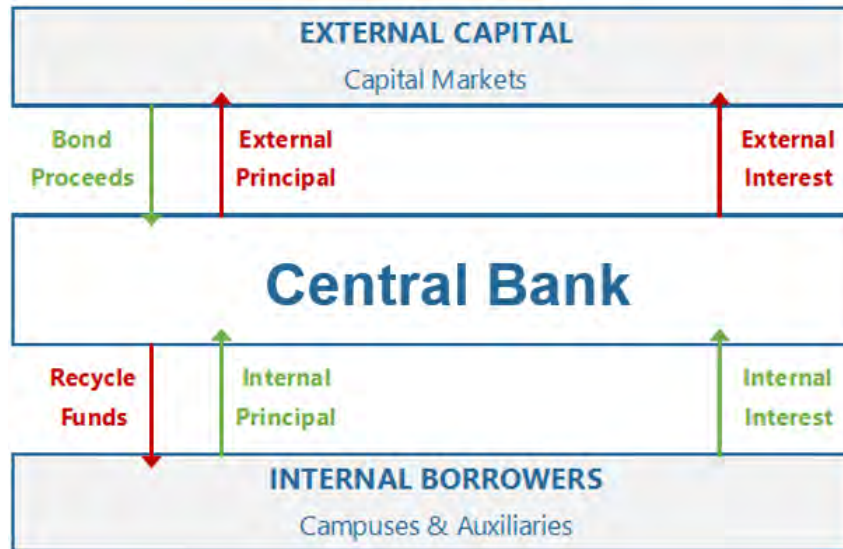 EXTERNAL CAPITAL
Capital Markets
Bond
Proceeds
External
Principal
External
Interest
Central Bank
Recycle
Funds
Internal
Principal
Internal
Interest
INTERNAL BORROWERS
Campuses & Auxiliaries